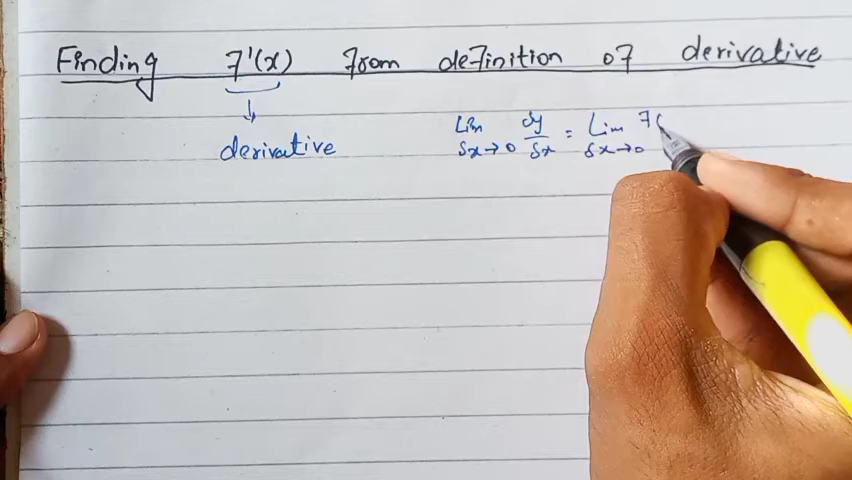 Finding f'(x) from definition of derivative
↓
derivative
Lim δx→0 δy/δx = Lim δx→0 f(